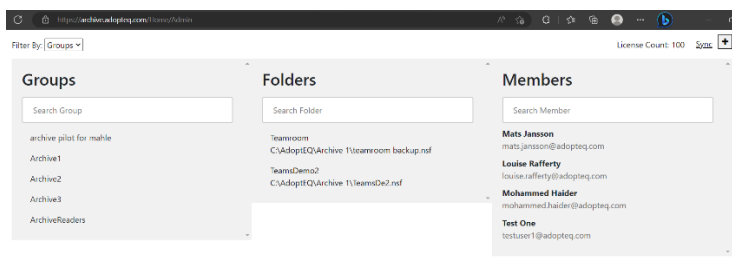 https://archive.adopteq.com/Home/Admin
Filter By: Groups
License Count: 100 Sync +
Groups
Search Group
archive pilot for mahle
Archive1
Archive2
Archive3
ArchiveReaders
Folders
Search Folder
Teamroom
C:\AdoptEQ\Archive 1\teamroom backup.nsf
TeamsDemo2
C:\AdoptEQ\Archive 1\TeamsDe2.nsf
Members
Search Member
Mats Jansson
mats.jansson@adopteq.com
Louise Rafferty
louise.rafferty@adopteq.com
Mohammed Haider
mohammed.haider@adopteq.com
Test One
testuser1@adopteq.com